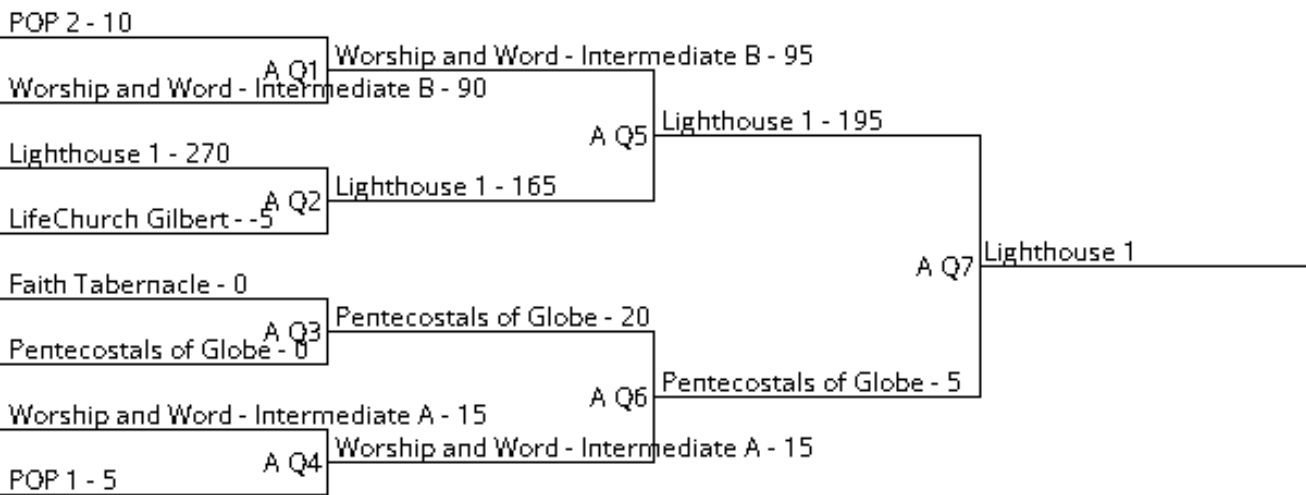 POP 2 - 10
A Q1
Worship and Word - Intermediate B - 90
Worship and Word - Intermediate B - 95
Lighthouse 1 - 270
A Q2
LifeChurch Gilbert - -5
Lighthouse 1 - 165
A Q5
Lighthouse 1 - 195
Faith Tabernacle - 0
A Q3
Pentecostals of Globe - 0
Pentecostals of Globe - 20
Worship and Word - Intermediate A - 15
A Q4
POP 1 - 5
Worship and Word - Intermediate A - 15
A Q6
Pentecostals of Globe - 5
A Q7
Lighthouse 1